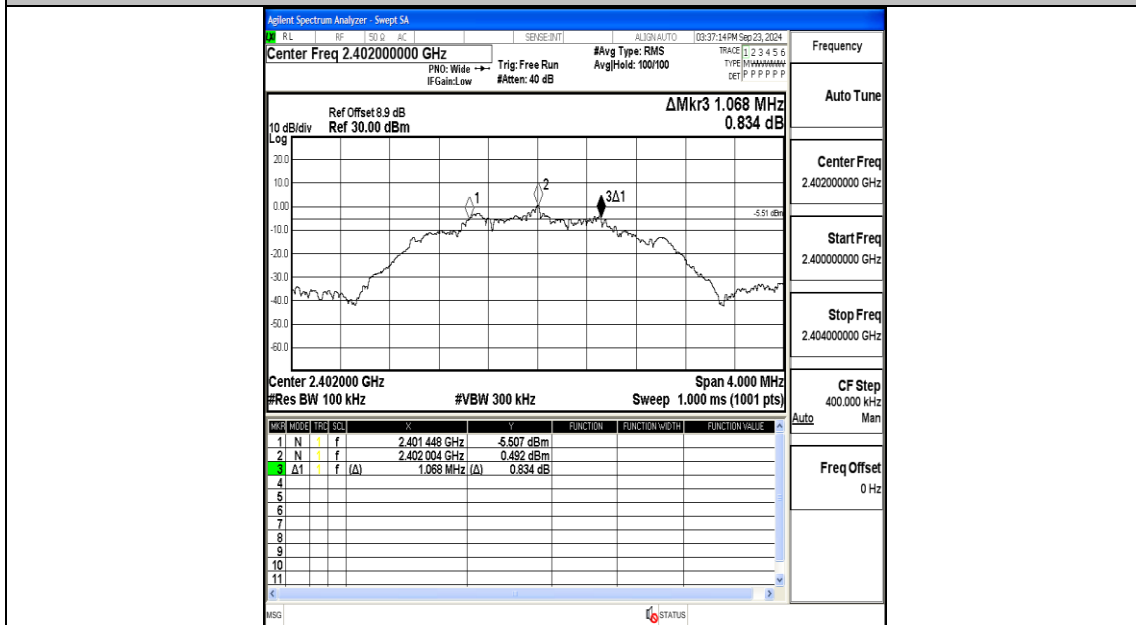 Agilent Spectrum Analyzer - Swept SA
RL RF 50 Ω AC SENSE:INT ALIGN AUTO 03:37:14 PM Sep 23, 2024
Center Freq 2.402000000 GHz #Avg Type: RMS TRACE 1 2 3 4 5 6
PNO: Wide Trig: Free Run Avg|Hold: 100/100 TYPE
IFGain:Low #Atten: 40 dB DET P P P P P P
ΔMkr3 1.068 MHz
0.834 dB
Ref Offset 8.9 dB
10 dB/div Ref 30.00 dBm
Log
20.0
10.0
0.00
-10.0
-20.0
-30.0
-40.0
-50.0
-60.0
1
2
3Δ1
-5.51 dBm
Center 2.402000 GHz Span 4.000 MHz
#Res BW 100 kHz #VBW 300 kHz Sweep 1.000 ms (1001 pts)
MKR MODE TRC SCL X Y FUNCTION FUNCTION WIDTH FUNCTION VALUE
1 N 1 f 2.401 448 GHz -5.507 dBm
2 N 1 f 2.402 004 GHz 0.492 dBm
3 Δ1 1 f (Δ) 1.068 MHz (Δ) 0.834 dB
4
5
6
7
8
9
10
11
MSG STATUS
Frequency
Auto Tune
Center Freq
2.402000000 GHz
Start Freq
2.400000000 GHz
Stop Freq
2.404000000 GHz
CF Step
400.000 kHz
Auto Man
Freq Offset
0 Hz